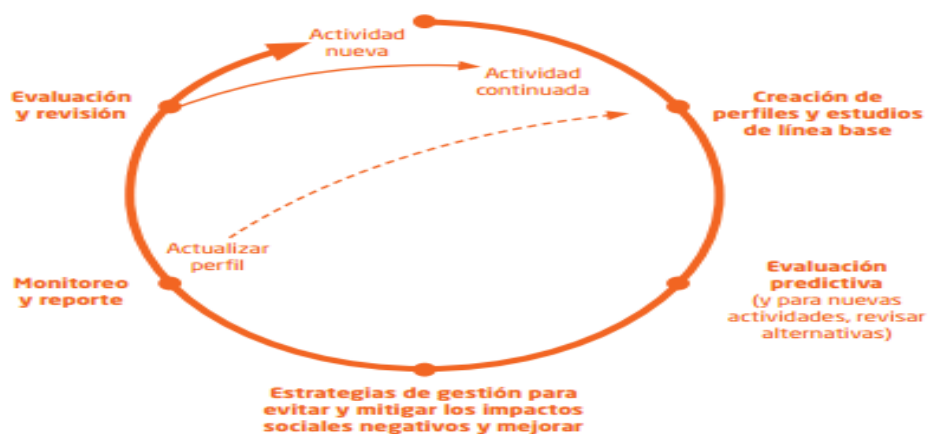 Actividad
nueva
Actividad
continuada
Evaluación
y revisión
Creación de
perfiles y estudios
de línea base
Actualizar
perfil
Monitoreo
y reporte
Evaluación
predictiva
(y para nuevas
actividades, revisar
alternativas)
Estrategias de gestión para
evitar y mitigar los impactos
sociales negativos y mejorar